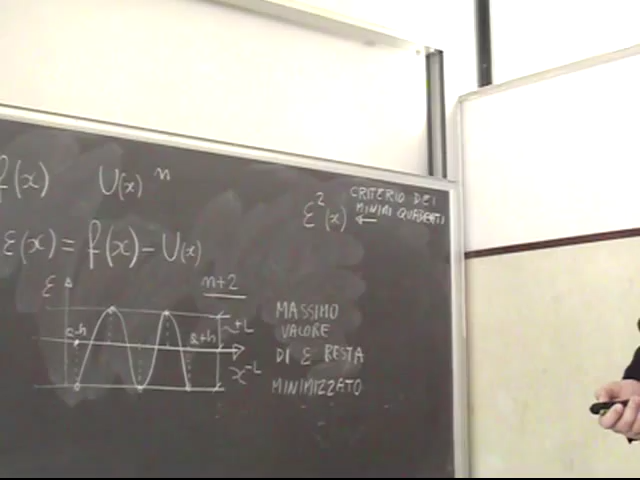 f(x) U(x) n
ε²(x) ← CRITERIO DEI
MINIMI QUADRATI
ε(x) = f(x) - U(x)
n+2
ε
a-h a+h +L
x -L
MASSIMO
VALORE
DI ε RESTA
MINIMIZZATO